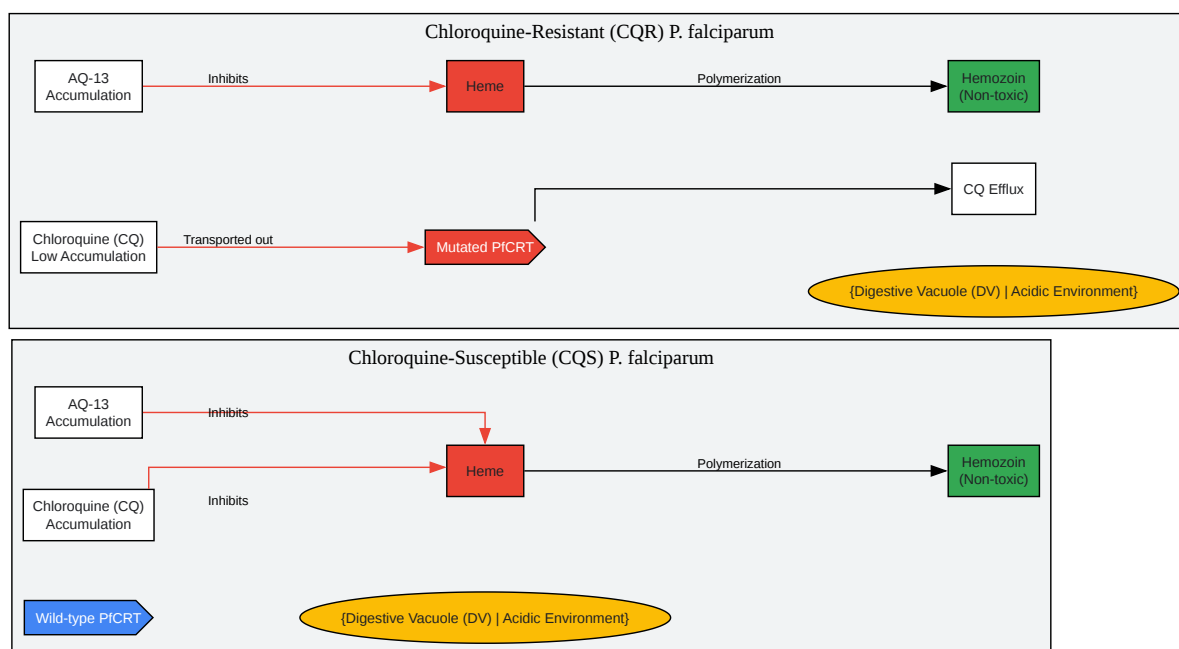 Chloroquine-Resistant (CQR) P. falciparum
AQ-13
Accumulation
Inhibits
Heme
Polymerization
Hemozoin
(Non-toxic)
CQ Efflux
Chloroquine (CQ)
Low Accumulation
Transported out
Mutated PfCRT
{Digestive Vacuole (DV) | Acidic Environment}
Chloroquine-Susceptible (CQS) P. falciparum
AQ-13
Accumulation
Inhibits
Heme
Polymerization
Hemozoin
(Non-toxic)
Chloroquine (CQ)
Accumulation
Inhibits
Wild-type PfCRT
{Digestive Vacuole (DV) | Acidic Environment}